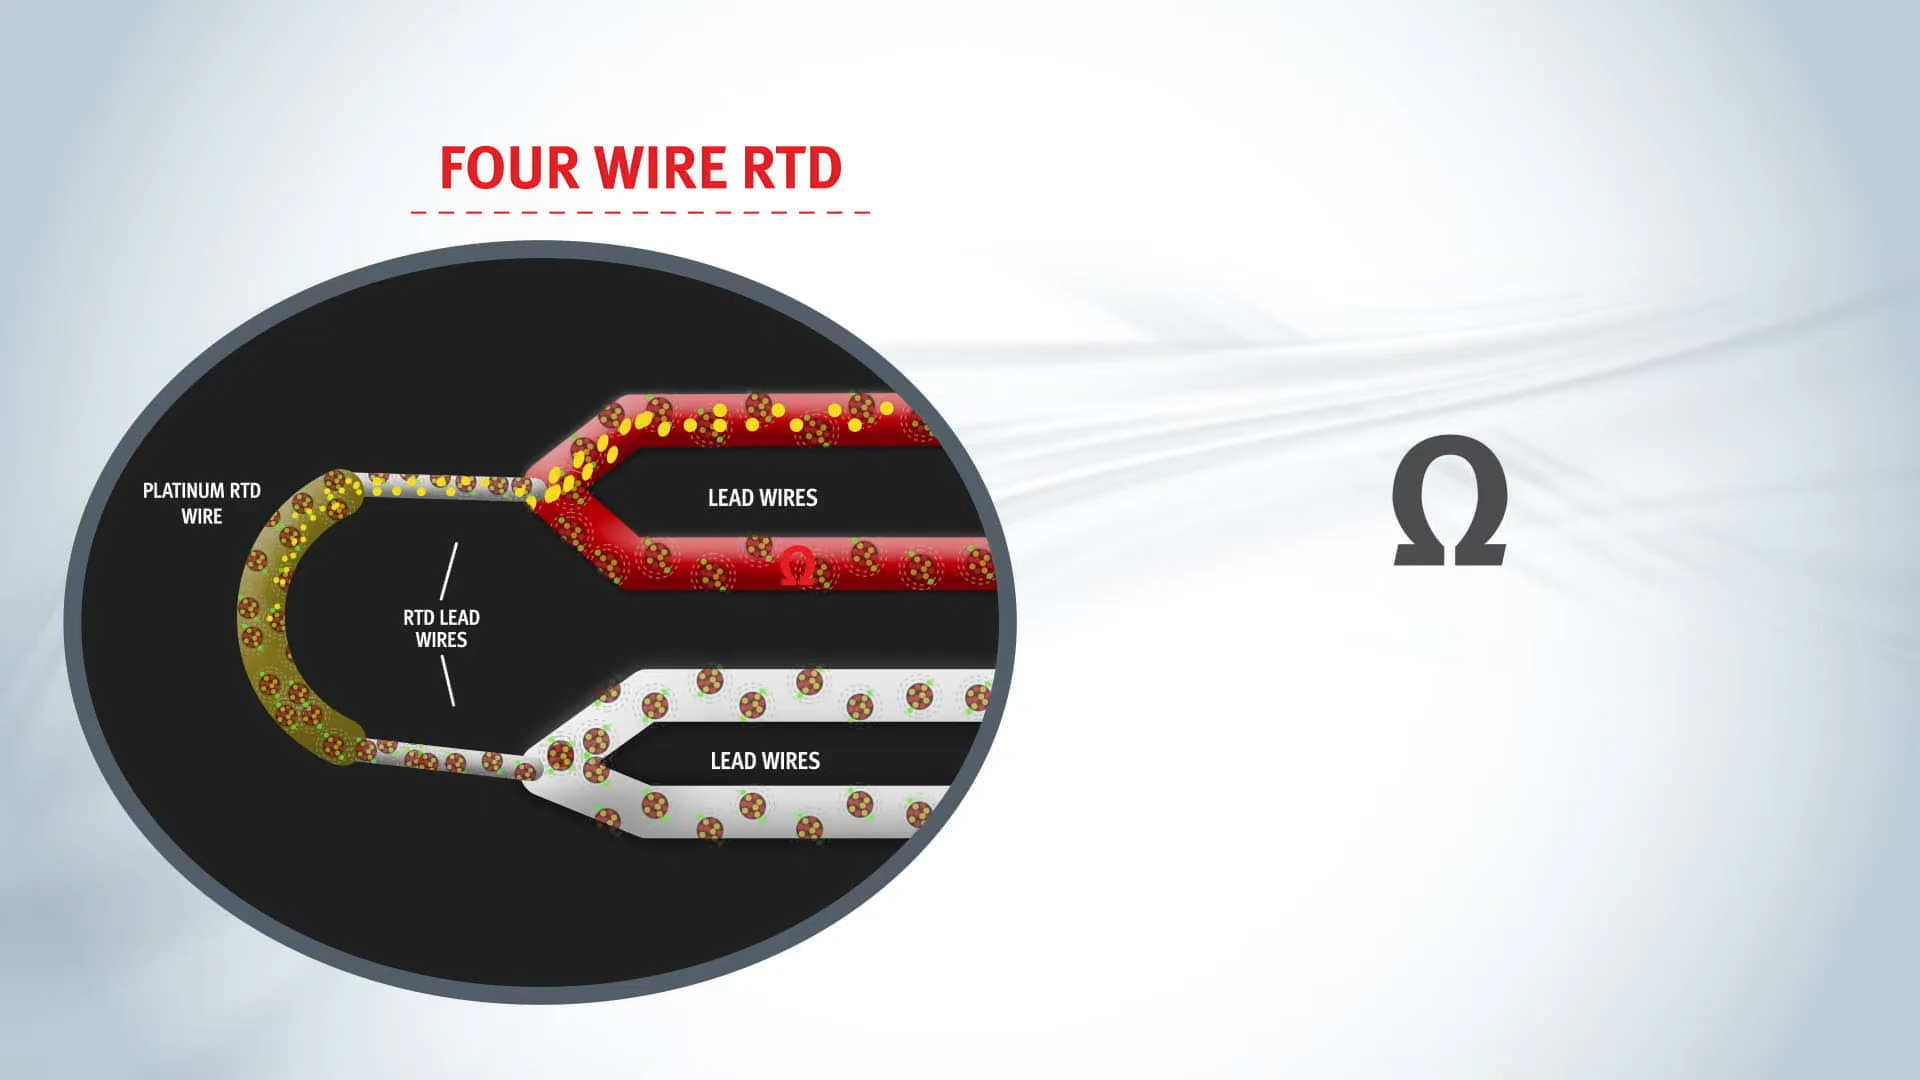 FOUR WIRE RTD
PLATINUM RTD
WIRE
LEAD WIRES
Ω
Ω
RTD LEAD
WIRES
LEAD WIRES